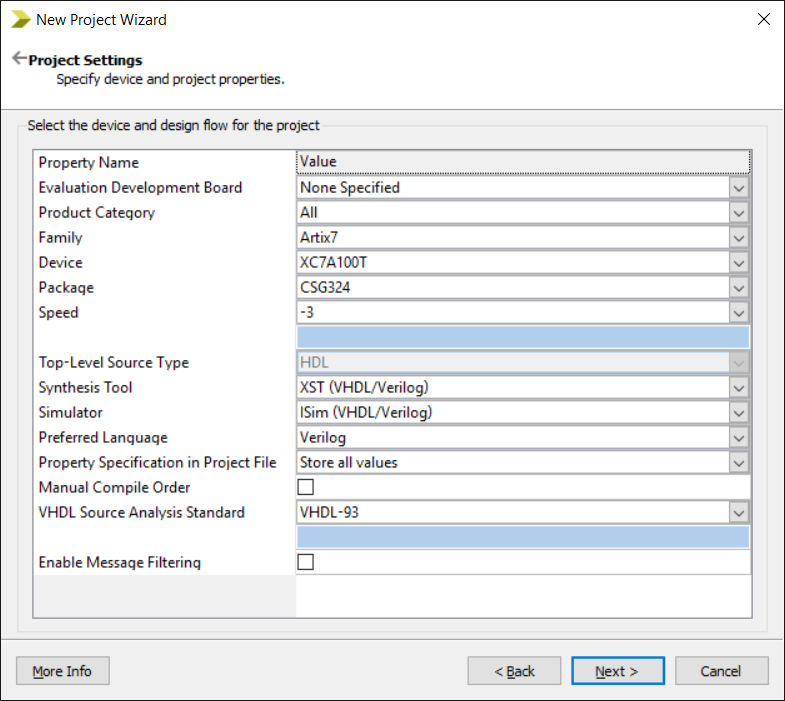 New Project Wizard
Project Settings
Specify device and project properties.
Select the device and design flow for the project
Property Name Value
Evaluation Development Board None Specified
Product Category All
Family Artix7
Device XC7A100T
Package CSG324
Speed -3
Top-Level Source Type HDL
Synthesis Tool XST (VHDL/Verilog)
Simulator ISim (VHDL/Verilog)
Preferred Language Verilog
Property Specification in Project File Store all values
Manual Compile Order
VHDL Source Analysis Standard VHDL-93
Enable Message Filtering
More Info < Back Next > Cancel